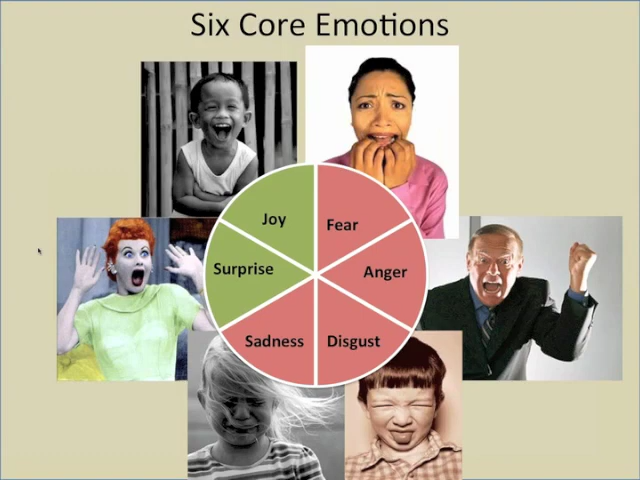 Six Core Emotions
Joy
Fear
Surprise
Anger
Sadness
Disgust